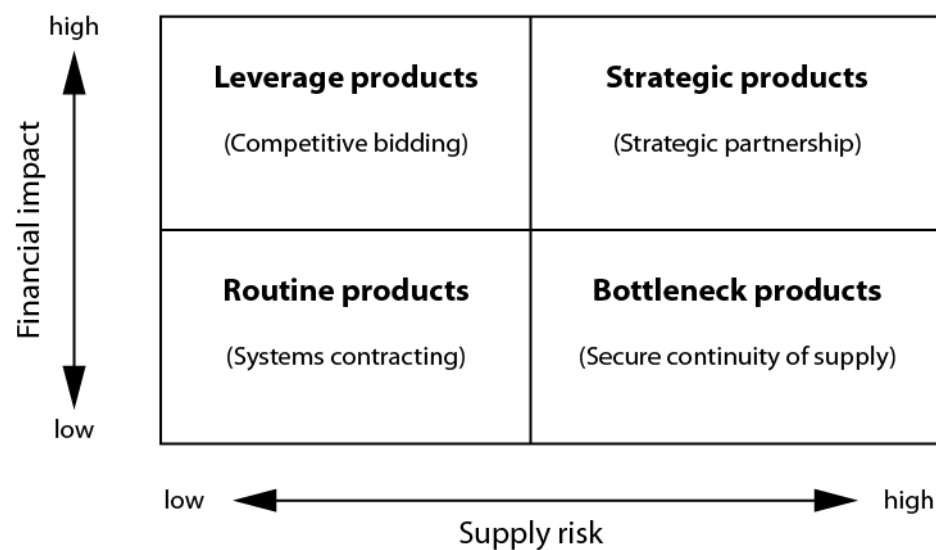 high
Financial impact
low
Leverage products
(Competitive bidding)
Strategic products
(Strategic partnership)
Routine products
(Systems contracting)
Bottleneck products
(Secure continuity of supply)
low
high
Supply risk